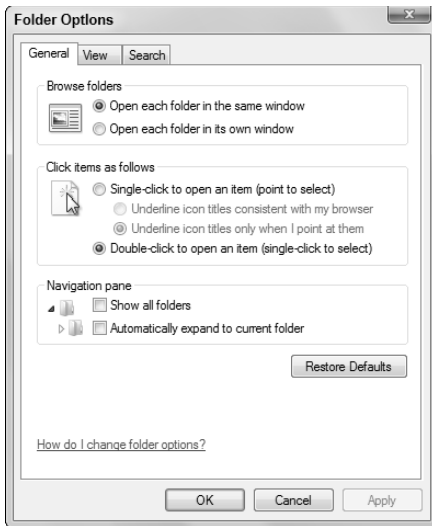 Folder Options
General View Search
Browse folders
Open each folder in the same window
Open each folder in its own window
Click items as follows
Single-click to open an item (point to select)
Underline icon titles consistent with my browser
Underline icon titles only when I point at them
Double-click to open an item (single-click to select)
Navigation pane
Show all folders
Automatically expand to current folder
Restore Defaults
How do I change folder options?
OK Cancel Apply